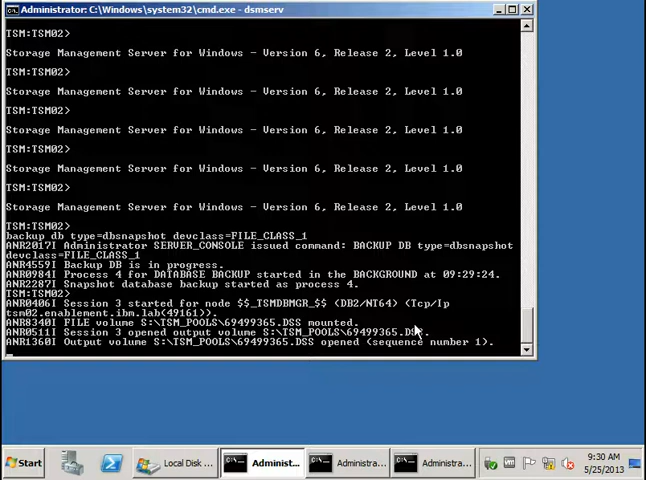 Administrator: C:\Windows\system32\cmd.exe - dsmserv
TSM:TSM02>
Storage Management Server for Windows - Version 6, Release 2, Level 1.0
TSM:TSM02>
Storage Management Server for Windows - Version 6, Release 2, Level 1.0
TSM:TSM02>
Storage Management Server for Windows - Version 6, Release 2, Level 1.0
TSM:TSM02>
Storage Management Server for Windows - Version 6, Release 2, Level 1.0
TSM:TSM02>
Storage Management Server for Windows - Version 6, Release 2, Level 1.0
TSM:TSM02>
backup db type=dbsnapshot devclass=FILE_CLASS_1
ANR2017I Administrator SERVER_CONSOLE issued command: BACKUP DB type=dbsnapshot
devclass=FILE_CLASS_1
ANR4559I Backup DB is in progress.
ANR0984I Process 4 for DATABASE BACKUP started in the BACKGROUND at 09:29:24.
ANR2287I Snapshot database backup started as process 4.
TSM:TSM02>
ANR0406I Session 3 started for node $$_TSMDBMGR_$$ (DB2/NT64) (Tcp/Ip
tsm02.enablement.ibm.lab(49161)).
ANR8340I FILE volume S:\TSM_POOLS\69499365.DSS mounted.
ANR0511I Session 3 opened output volume S:\TSM_POOLS\69499365.DSS.
ANR1360I Output volume S:\TSM_POOLS\69499365.DSS opened (sequence number 1).
Start
Local Disk ...
Administ...
Administra...
Administra...
9:30 AM
5/25/2013